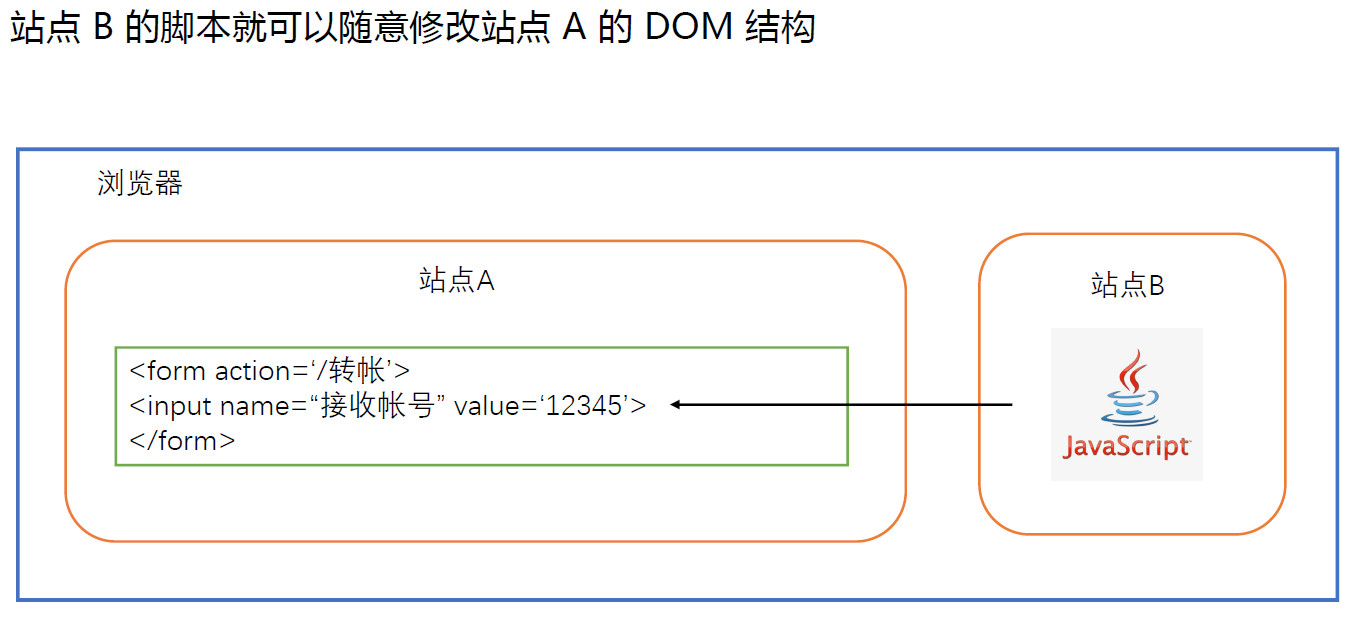 站点 B 的脚本就可以随意修改站点 A 的 DOM 结构
浏览器
站点A
<form action=‘/转帐’>
<input name=“接收帐号” value=‘12345’>
</form>
站点B
JavaScript